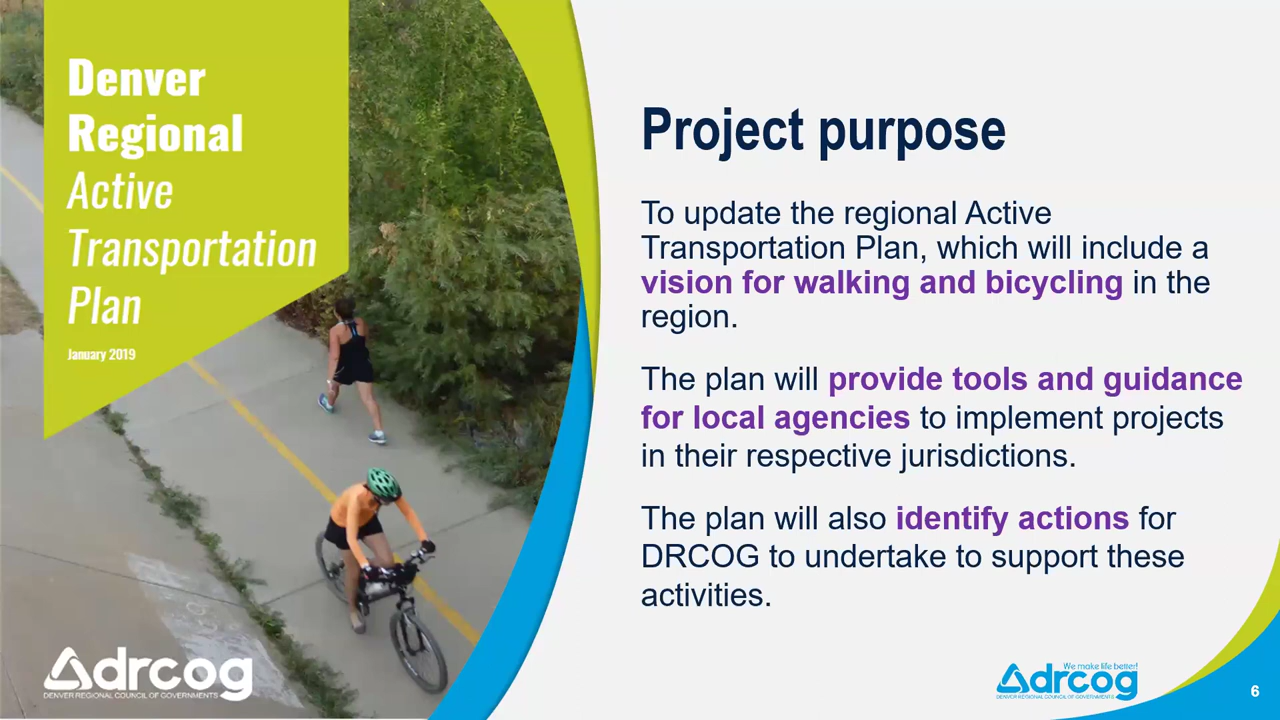 Denver
Regional
Active
Transportation
Plan
January 2019
drcog
DENVER REGIONAL COUNCIL OF GOVERNMENTS
Project purpose
To update the regional Active
Transportation Plan, which will include a
vision for walking and bicycling in the
region.
The plan will provide tools and guidance
for local agencies to implement projects
in their respective jurisdictions.
The plan will also identify actions for
DRCOG to undertake to support these
activities.
We make life better!
drcog
DENVER REGIONAL COUNCIL OF GOVERNMENTS
6